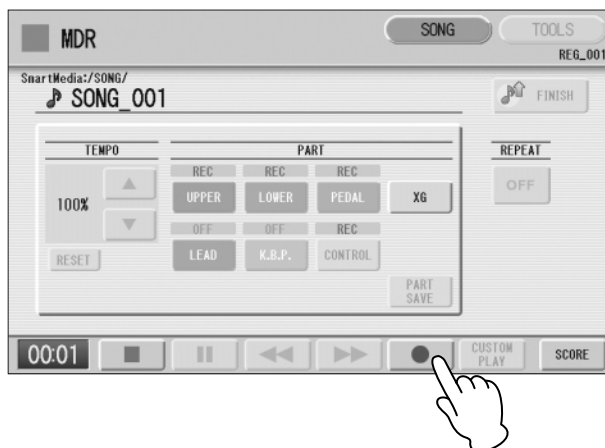 MDR
SONG
TOOLS
REG_001
SmartMedia:/SONG/
SONG_001
FINISH
TEMPO
PART
REPEAT
REC
REC
REC
100%
UPPER
LOWER
PEDAL
XG
OFF
OFF
OFF
REC
RESET
LEAD
K.B.P.
CONTROL
PART
SAVE
00:01
CUSTOM
PLAY
SCORE